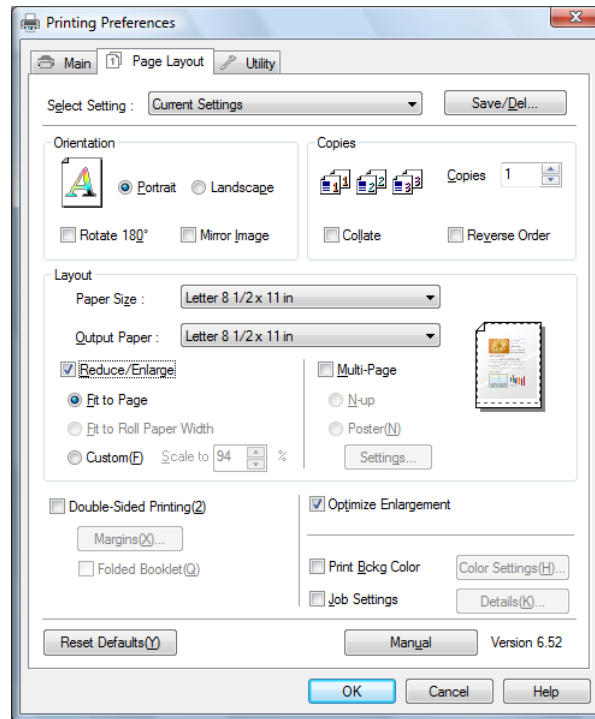 Printing Preferences
Main
Page Layout
Utility
Select Setting :
Current Settings
Save/Del...
Orientation
Portrait
Landscape
Rotate 180°
Mirror Image
Copies
Copies
1
Collate
Reverse Order
Layout
Paper Size :
Letter 8 1/2 x 11 in
Output Paper :
Letter 8 1/2 x 11 in
Reduce/Enlarge
Fit to Page
Fit to Roll Paper Width
Custom(F)
Scale to
94
%
Multi-Page
N-up
Poster(N)
Settings...
Double-Sided Printing(2)
Margins(X)...
Folded Booklet(Q)
Optimize Enlargement
Print Bckg Color
Color Settings(H)...
Job Settings
Details(K)...
Reset Defaults(Y)
Manual
Version 6.52
OK
Cancel
Help